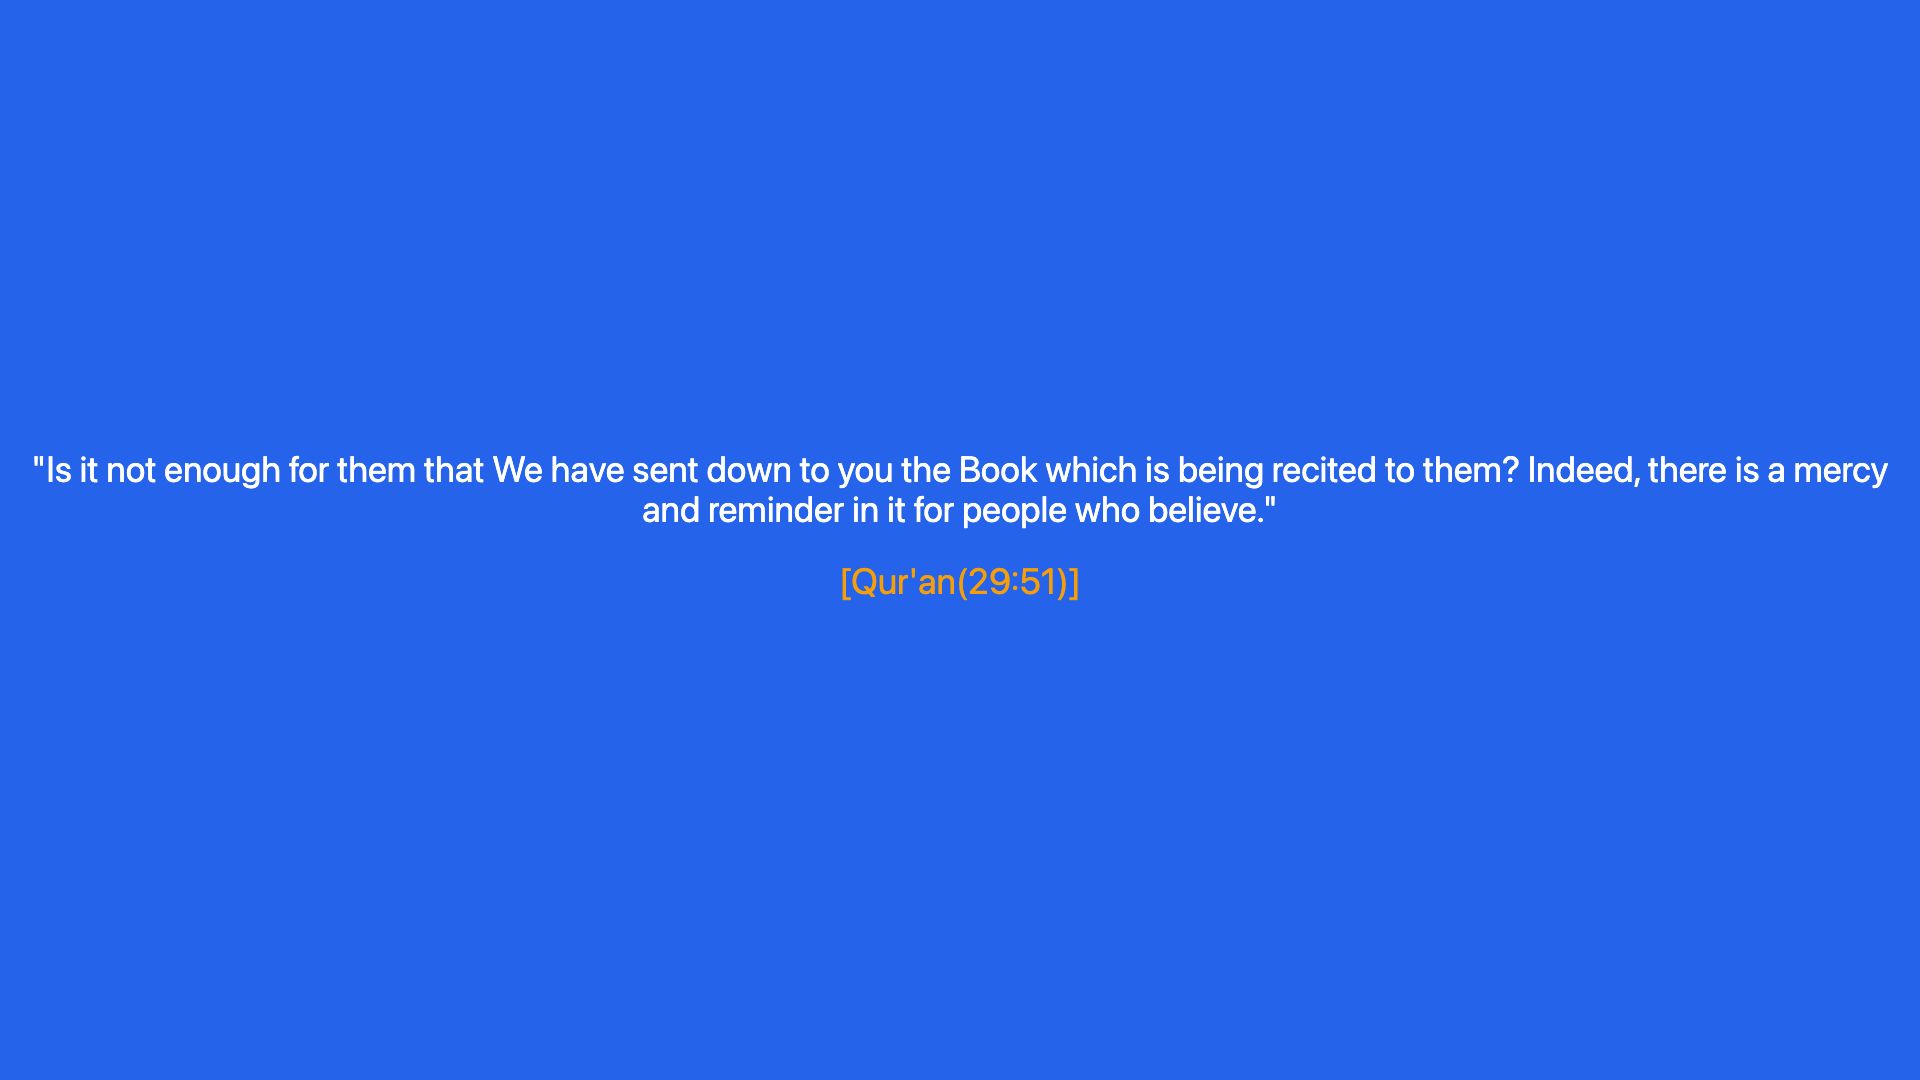 "Is it not enough for them that We have sent down to you the Book which is being recited to them? Indeed, there is a mercy
and reminder in it for people who believe."
[Qur'an(29:51)]